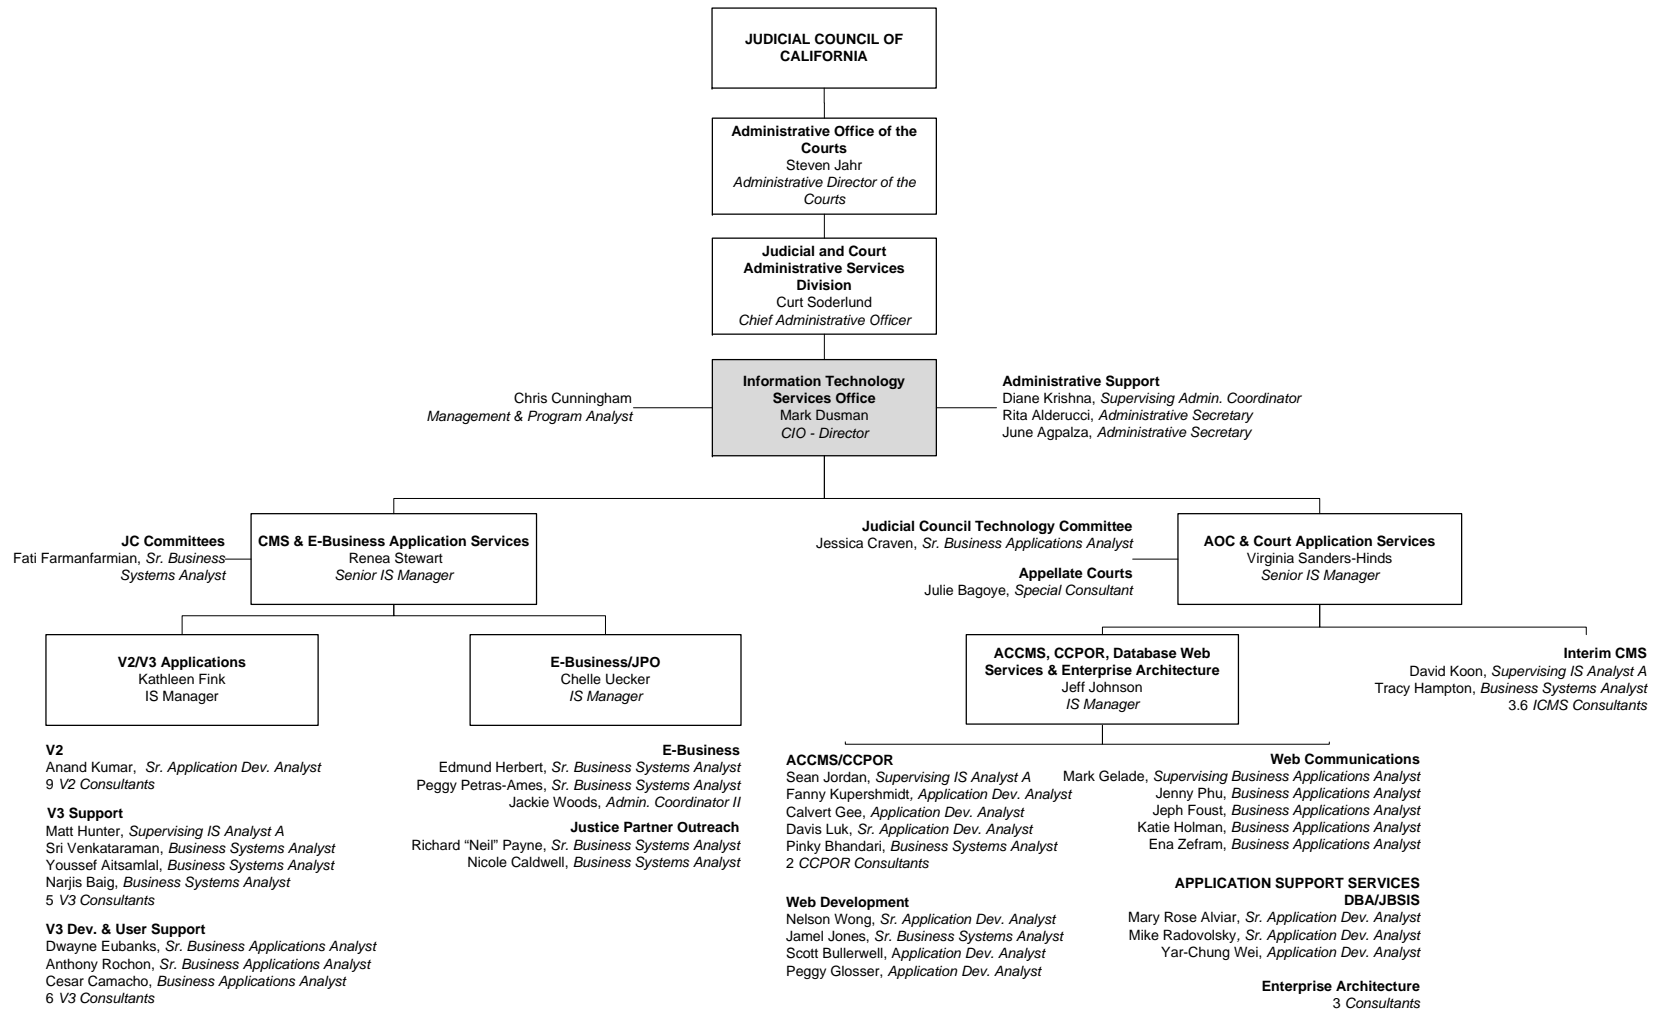 JUDICIAL COUNCIL OF
CALIFORNIA
Administrative Office of the
Courts
Steven Jahr
Administrative Director of the
Courts
Judicial and Court
Administrative Services
Division
Curt Soderlund
Chief Administrative Officer
Information Technology
Services Office
Mark Dusman
CIO - Director
Chris Cunningham
Management & Program Analyst
Administrative Support
Diane Krishna, Supervising Admin. Coordinator
Rita Alderucci, Administrative Secretary
June Agpalza, Administrative Secretary
JC Committees
Fati Farmanfarmian, Sr. Business
Systems Analyst
CMS & E-Business Application Services
Renea Stewart
Senior IS Manager
Judicial Council Technology Committee
Jessica Craven, Sr. Business Applications Analyst
Appellate Courts
Julie Bagoye, Special Consultant
AOC & Court Application Services
Virginia Sanders-Hinds
Senior IS Manager
V2/V3 Applications
Kathleen Fink
IS Manager
E-Business/JPO
Chelle Uecker
IS Manager
ACCMS, CCPOR, Database Web
Services & Enterprise Architecture
Jeff Johnson
IS Manager
Interim CMS
David Koon, Supervising IS Analyst A
Tracy Hampton, Business Systems Analyst
3.6 ICMS Consultants
V2
Anand Kumar, Sr. Application Dev. Analyst
9 V2 Consultants
V3 Support
Matt Hunter, Supervising IS Analyst A
Sri Venkataraman, Business Systems Analyst
Youssef Aitsamlal, Business Systems Analyst
Narjis Baig, Business Systems Analyst
5 V3 Consultants
V3 Dev. & User Support
Dwayne Eubanks, Sr. Business Applications Analyst
Anthony Rochon, Sr. Business Applications Analyst
Cesar Camacho, Business Applications Analyst
6 V3 Consultants
E-Business
Edmund Herbert, Sr. Business Systems Analyst
Peggy Petras-Ames, Sr. Business Systems Analyst
Jackie Woods, Admin. Coordinator II
Justice Partner Outreach
Richard “Neil” Payne, Sr. Business Systems Analyst
Nicole Caldwell, Business Systems Analyst
ACCMS/CCPOR
Sean Jordan, Supervising IS Analyst A
Fanny Kupershmidt, Application Dev. Analyst
Calvert Gee, Application Dev. Analyst
Davis Luk, Sr. Application Dev. Analyst
Pinky Bhandari, Business Systems Analyst
2 CCPOR Consultants
Web Development
Nelson Wong, Sr. Application Dev. Analyst
Jamel Jones, Sr. Business Systems Analyst
Scott Bullerwell, Application Dev. Analyst
Peggy Glosser, Application Dev. Analyst
Web Communications
Mark Gelade, Supervising Business Applications Analyst
Jenny Phu, Business Applications Analyst
Jeph Foust, Business Applications Analyst
Katie Holman, Business Applications Analyst
Ena Zefram, Business Applications Analyst
APPLICATION SUPPORT SERVICES
DBA/JBSIS
Mary Rose Alviar, Sr. Application Dev. Analyst
Mike Radovolsky, Sr. Application Dev. Analyst
Yar-Chung Wei, Application Dev. Analyst
Enterprise Architecture
3 Consultants